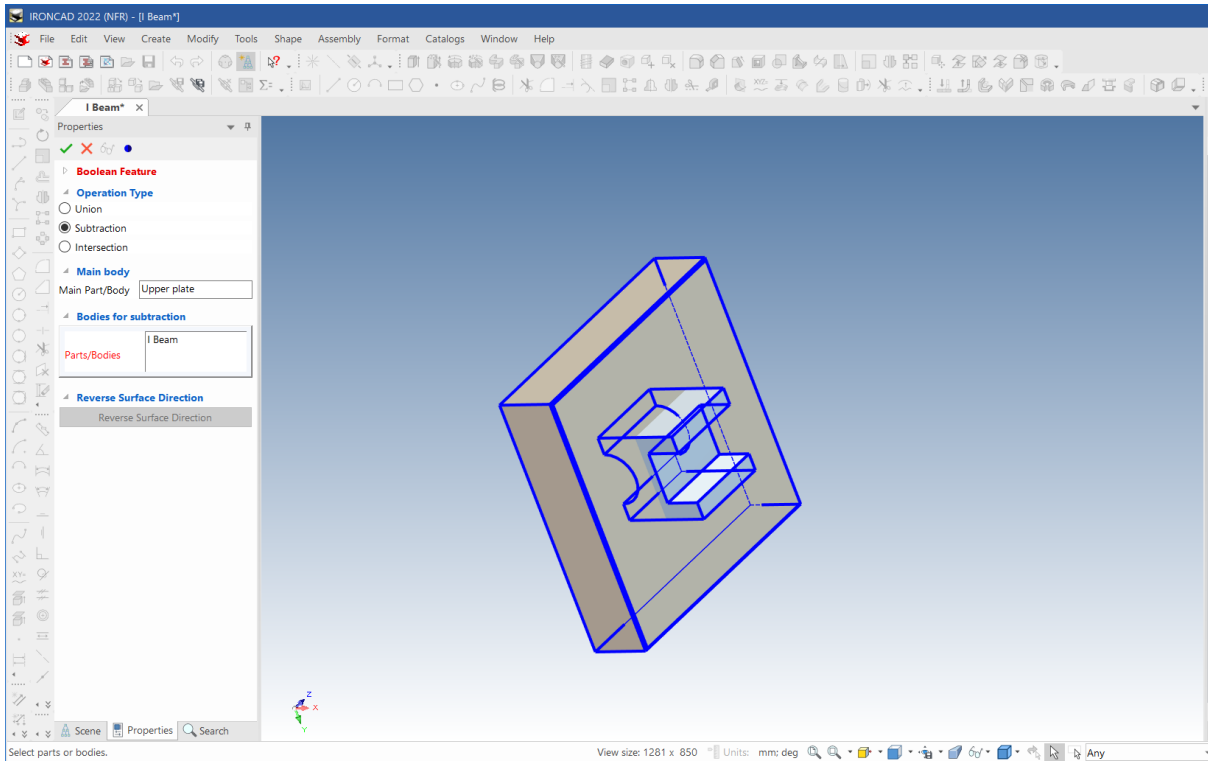 IRONCAD 2022 (NFR) - [I Beam*]
File Edit View Create Modify Tools Shape Assembly Format Catalogs Window Help
I Beam*
Properties
Boolean Feature
Operation Type
Union
Subtraction
Intersection
Main body
Main Part/Body Upper plate
Bodies for subtraction
I Beam
Parts/Bodies
Reverse Surface Direction
Reverse Surface Direction
Z
X
Y
Scene Properties Search
Select parts or bodies. View size: 1281 x 850 Units: mm; deg Any